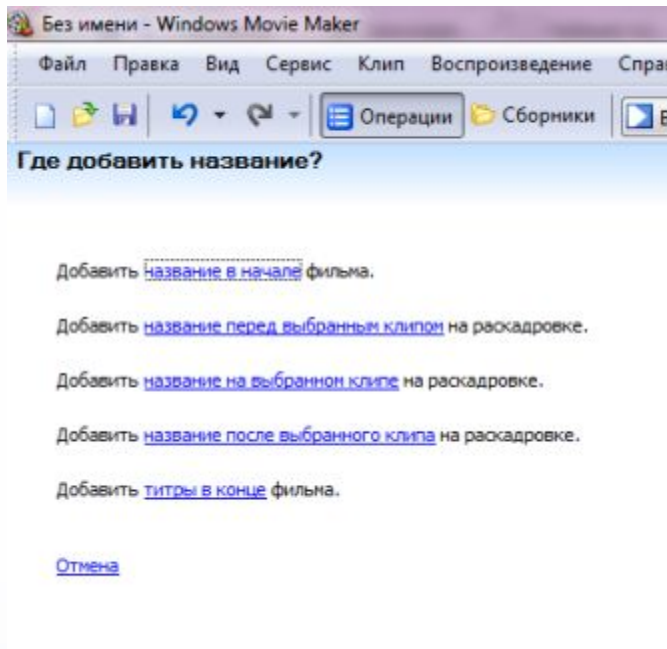 Без имени - Windows Movie Maker
Файл Правка Вид Сервис Клип Воспроизведение
Операции Сборники
Где добавить название?
Добавить название в начале фильма.
Добавить название перед выбранным клипом на раскадровке.
Добавить название на выбранном клипе на раскадровке.
Добавить название после выбранного клипа на раскадровке.
Добавить титры в конце фильма.
Отмена